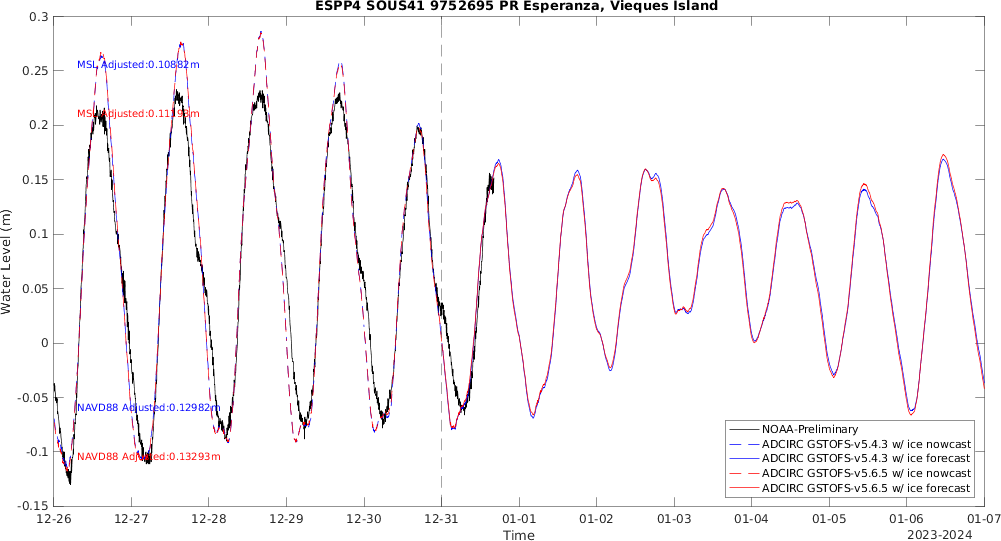 ESPP4 SOUS41 9752695 PR Esperanza, Vieques Island
0.3
0.25
0.2
0.15
0.1
0.05
0
-0.05
-0.1
-0.15
Water Level (m)
MSL Adjusted:0.10882m
MSL Adjusted:0.11193m
NAVD88 Adjusted:0.12982m
NAVD88 Adjusted:0.13293m
NOAA-Preliminary
ADCIRC GSTOFS-v5.4.3 w/ ice nowcast
ADCIRC GSTOFS-v5.4.3 w/ ice forecast
ADCIRC GSTOFS-v5.6.5 w/ ice nowcast
ADCIRC GSTOFS-v5.6.5 w/ ice forecast
12-26 12-27 12-28 12-29 12-30 12-31 01-01 01-02 01-03 01-04 01-05 01-06 01-07
Time
2023-2024